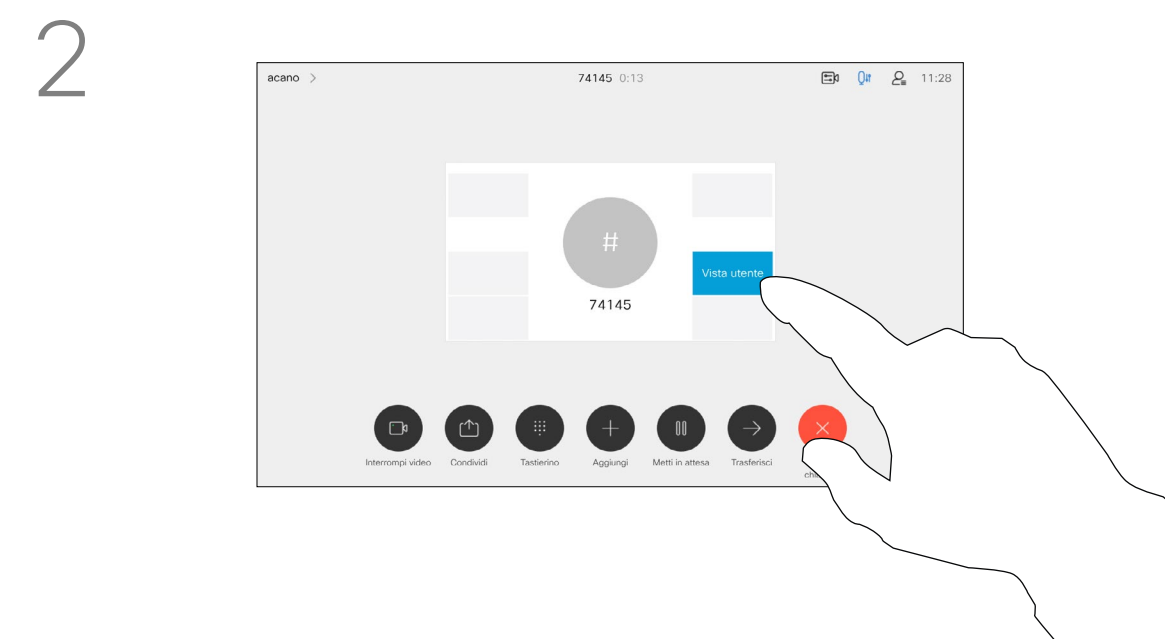 2
acano >
74145 0:13
11:28
#
Vista utente
74145
Interrompi video
Condividi
Tastierino
Aggiungi
Metti in attesa
Trasferisci